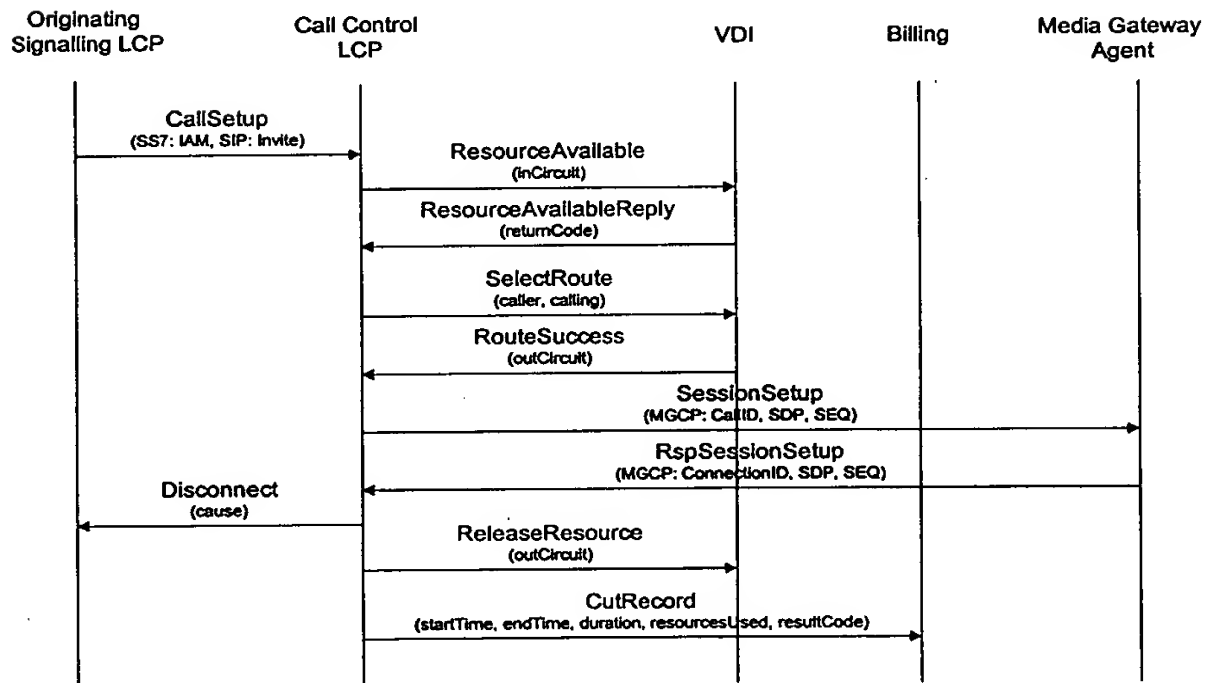 Originating
Signalling LCP
Call Control
LCP
VDI
Billing
Media Gateway
Agent
CallSetup
(SS7: IAM, SIP: Invite)
ResourceAvailable
(inCircuit)
ResourceAvailableReply
(returnCode)
SelectRoute
(caller, calling)
RouteSuccess
(outCircuit)
SessionSetup
(MGCP: CallID, SDP, SEQ)
RspSessionSetup
(MGCP: ConnectionID, SDP, SEQ)
Disconnect
(cause)
ReleaseResource
(outCircuit)
CutRecord
(startTime, endTime, duration, resourcesUsed, resultCode)